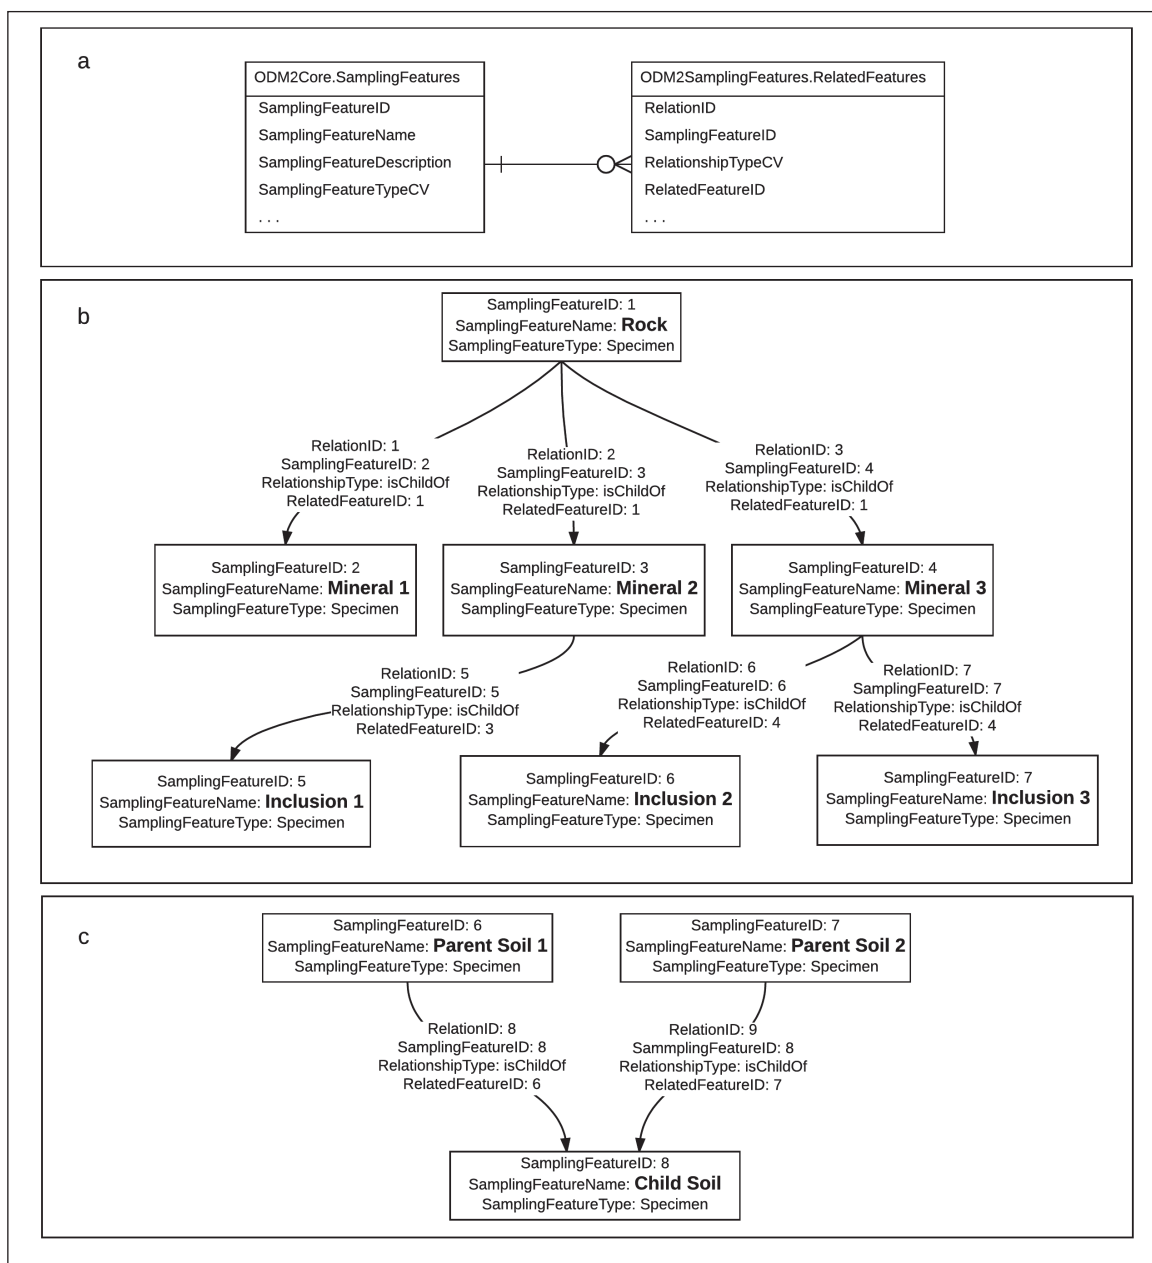 a
ODM2Core.SamplingFeatures
SamplingFeatureID
SamplingFeatureName
SamplingFeatureDescription
SamplingFeatureTypeCV
. . .
ODM2SamplingFeatures.RelatedFeatures
RelationID
SamplingFeatureID
RelationshipTypeCV
RelatedFeatureID
. . .
b
SamplingFeatureID: 1
SamplingFeatureName: Rock
SamplingFeatureType: Specimen
RelationID: 1
SamplingFeatureID: 2
RelationshipType: isChildOf
RelatedFeatureID: 1
RelationID: 2
SamplingFeatureID: 3
RelationshipType: isChildOf
RelatedFeatureID: 1
RelationID: 3
SamplingFeatureID: 4
RelationshipType: isChildOf
RelatedFeatureID: 1
SamplingFeatureID: 2
SamplingFeatureName: Mineral 1
SamplingFeatureType: Specimen
SamplingFeatureID: 3
SamplingFeatureName: Mineral 2
SamplingFeatureType: Specimen
SamplingFeatureID: 4
SamplingFeatureName: Mineral 3
SamplingFeatureType: Specimen
RelationID: 5
SamplingFeatureID: 5
RelationshipType: isChildOf
RelatedFeatureID: 3
RelationID: 6
SamplingFeatureID: 6
RelationshipType: isChildOf
RelatedFeatureID: 4
RelationID: 7
SamplingFeatureID: 7
RelationshipType: isChildOf
RelatedFeatureID: 4
SamplingFeatureID: 5
SamplingFeatureName: Inclusion 1
SamplingFeatureType: Specimen
SamplingFeatureID: 6
SamplingFeatureName: Inclusion 2
SamplingFeatureType: Specimen
SamplingFeatureID: 7
SamplingFeatureName: Inclusion 3
SamplingFeatureType: Specimen
c
SamplingFeatureID: 6
SamplingFeatureName: Parent Soil 1
SamplingFeatureType: Specimen
SamplingFeatureID: 7
SamplingFeatureName: Parent Soil 2
SamplingFeatureType: Specimen
RelationID: 8
SamplingFeatureID: 8
RelationshipType: isChildOf
RelatedFeatureID: 6
RelationID: 9
SammplingFeatureID: 8
RelationshipType: isChildOf
RelatedFeatureID: 7
SamplingFeatureID: 8
SamplingFeatureName: Child Soil
SamplingFeatureType: Specimen